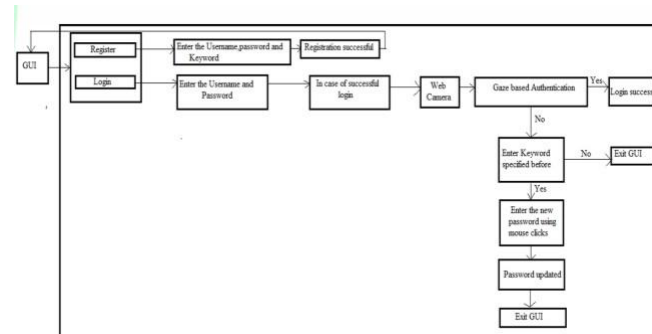 Register
Enter the Username,password and
Keyword
Registration successful
GUI
Login
Enter the Username and
Password
In case of successful
login
Web
Camera
Gaze based Authentication
Yes
Login success
No
Enter Keyword
specified before
No
Exit GUI
Yes
Enter the new
password using
mouse clicks
Password updated
Exit GUI